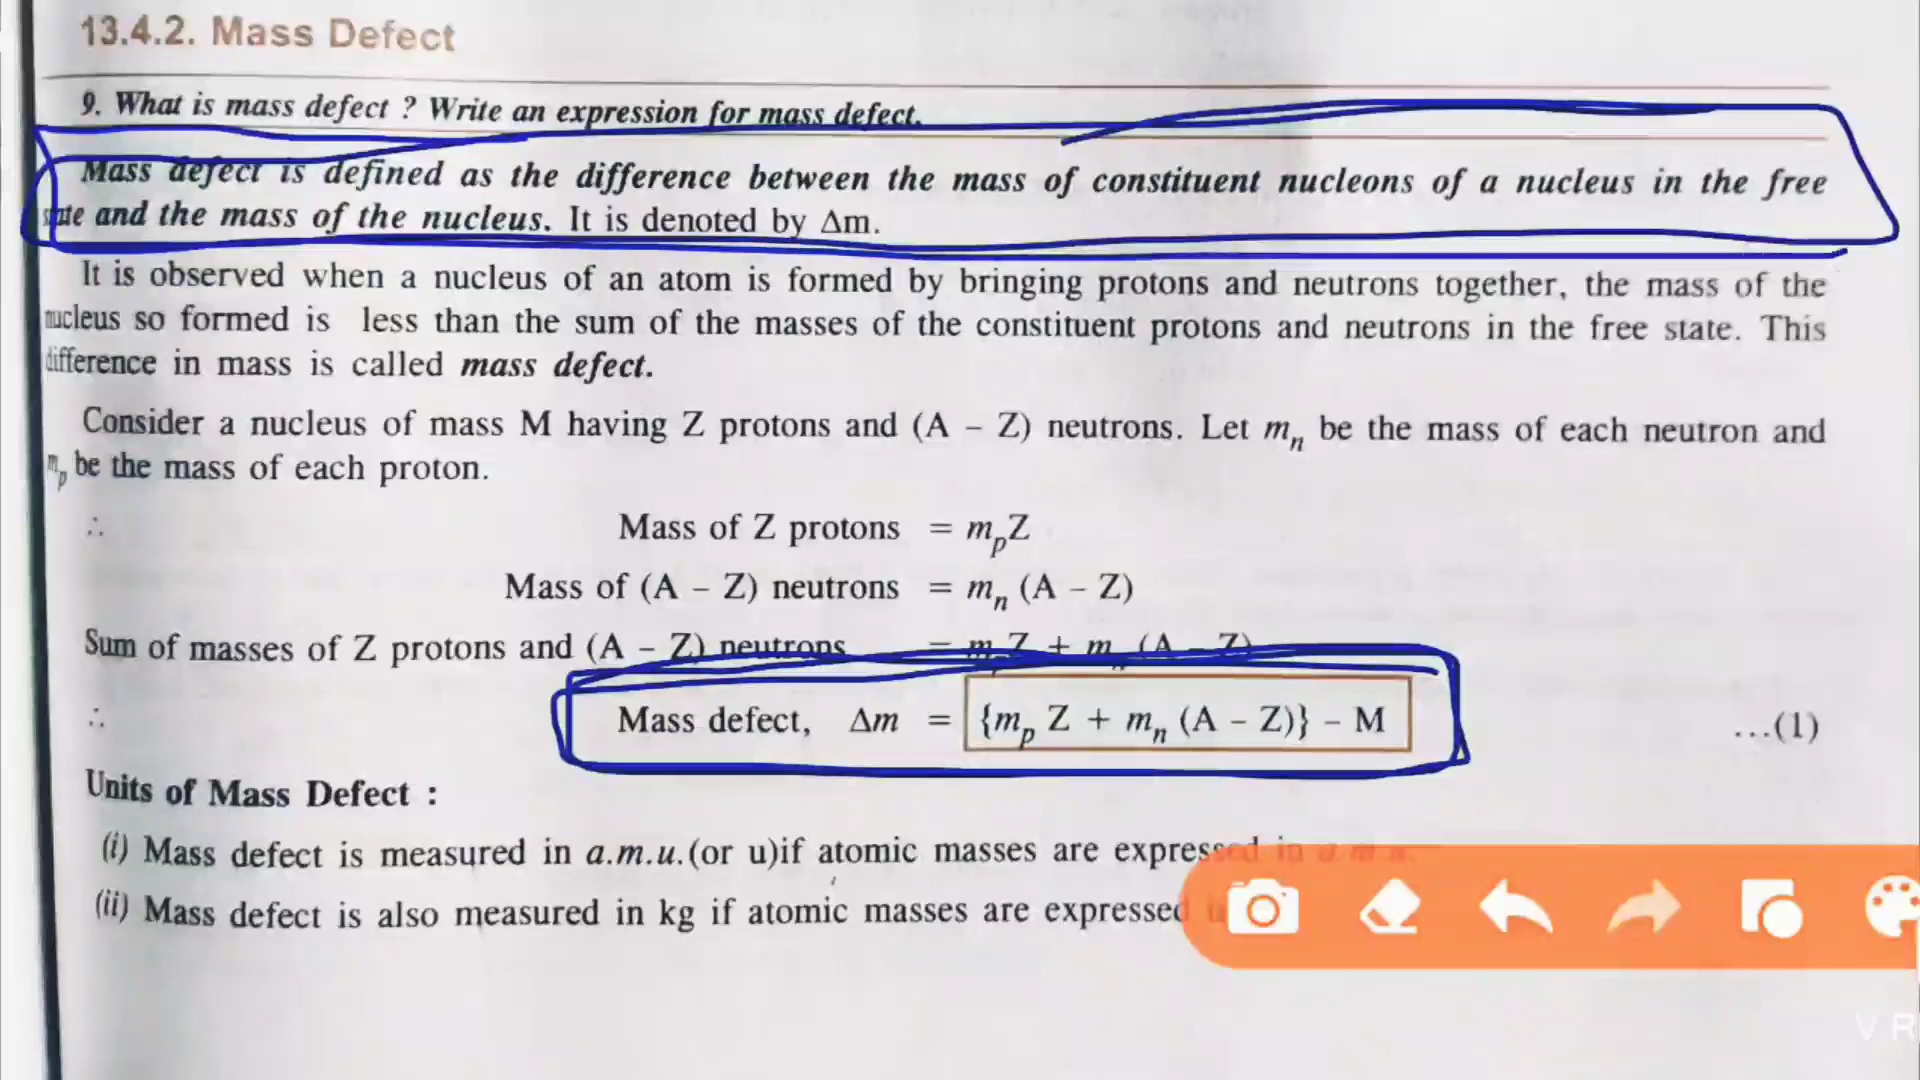 13.4.2. Mass Defect
9. What is mass defect ? Write an expression for mass defect.
Mass defect is defined as the difference between the mass of constituent nucleons of a nucleus in the free
state and the mass of the nucleus. It is denoted by Δm.
It is observed when a nucleus of an atom is formed by bringing protons and neutrons together, the mass of the
nucleus so formed is less than the sum of the masses of the constituent protons and neutrons in the free state. This
difference in mass is called mass defect.
Consider a nucleus of mass M having Z protons and (A – Z) neutrons. Let mₙ be the mass of each neutron and
mₚ be the mass of each proton.
∴ Mass of Z protons = mₚZ
Mass of (A – Z) neutrons = mₙ (A – Z)
Sum of masses of Z protons and (A – Z) neutrons = mₚZ + mₙ (A – Z)
∴ Mass defect, Δm = {mₚ Z + mₙ (A – Z)} – M ...(1)
Units of Mass Defect :
(i) Mass defect is measured in a.m.u.(or u)if atomic masses are expressed in a.m.u.
(ii) Mass defect is also measured in kg if atomic masses are expressed
V R